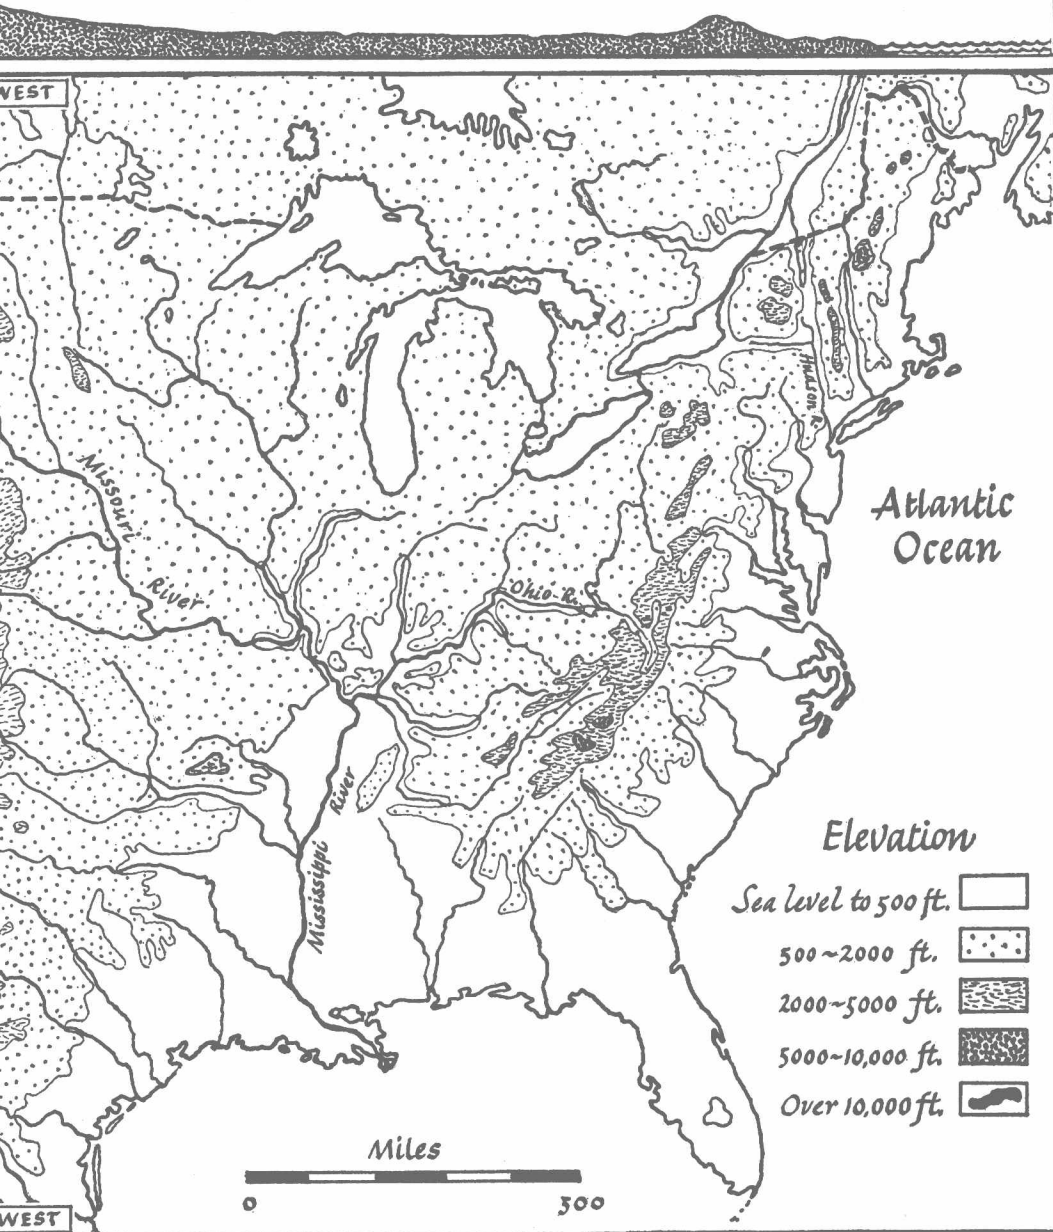 WEST
Hudson R.
Missouri
River
Ohio R.
Atlantic
Ocean
River
Mississippi
Elevation
Sea level to 500 ft.
500~2000 ft.
2000~5000 ft.
5000~10,000 ft.
Over 10,000 ft.
Miles
0 300
WEST